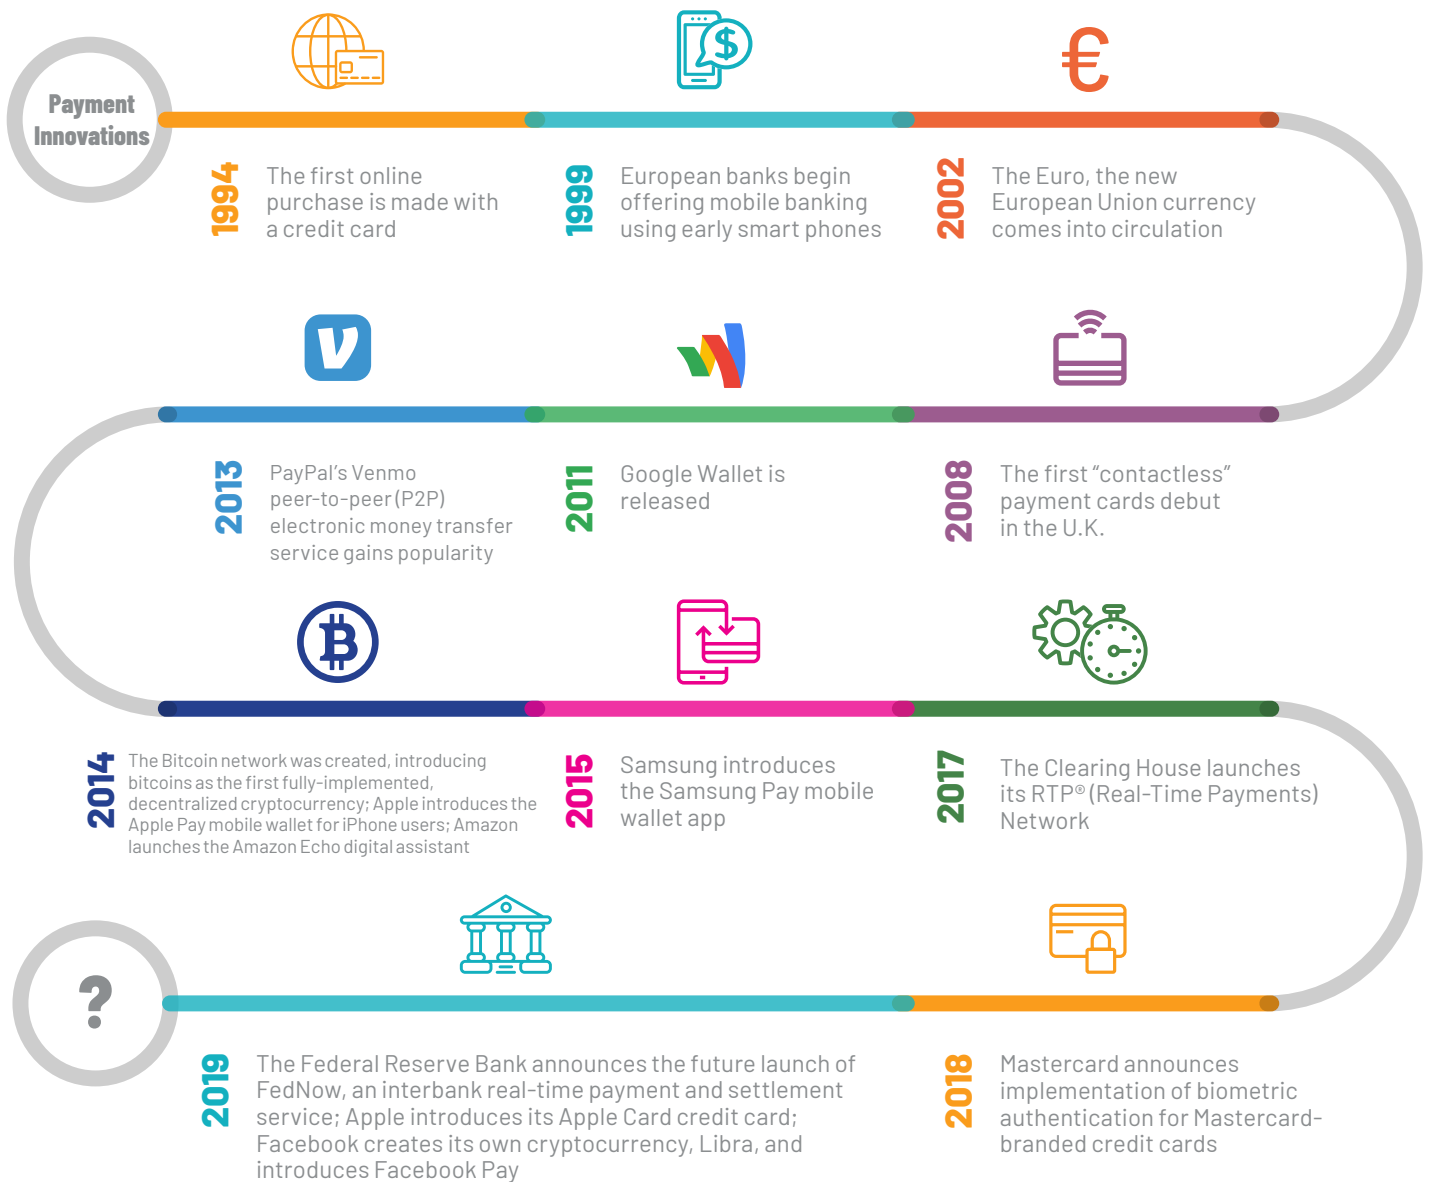 Payment
Innovations
1994
The first online
purchase is made with
a credit card
1999
European banks begin
offering mobile banking
using early smart phones
2002
The Euro, the new
European Union currency
comes into circulation
2008
The first “contactless”
payment cards debut
in the U.K.
2011
Google Wallet is
released
2013
PayPal’s Venmo
peer-to-peer (P2P)
electronic money transfer
service gains popularity
2014
The Bitcoin network was created, introducing
bitcoins as the first fully-implemented,
decentralized cryptocurrency; Apple introduces the
Apple Pay mobile wallet for iPhone users; Amazon
launches the Amazon Echo digital assistant
2015
Samsung introduces
the Samsung Pay mobile
wallet app
2017
The Clearing House launches
its RTP® (Real-Time Payments)
Network
2018
Mastercard announces
implementation of biometric
authentication for Mastercard-
branded credit cards
2019
The Federal Reserve Bank announces the future launch of
FedNow, an interbank real-time payment and settlement
service; Apple introduces its Apple Card credit card;
Facebook creates its own cryptocurrency, Libra, and
introduces Facebook Pay
?